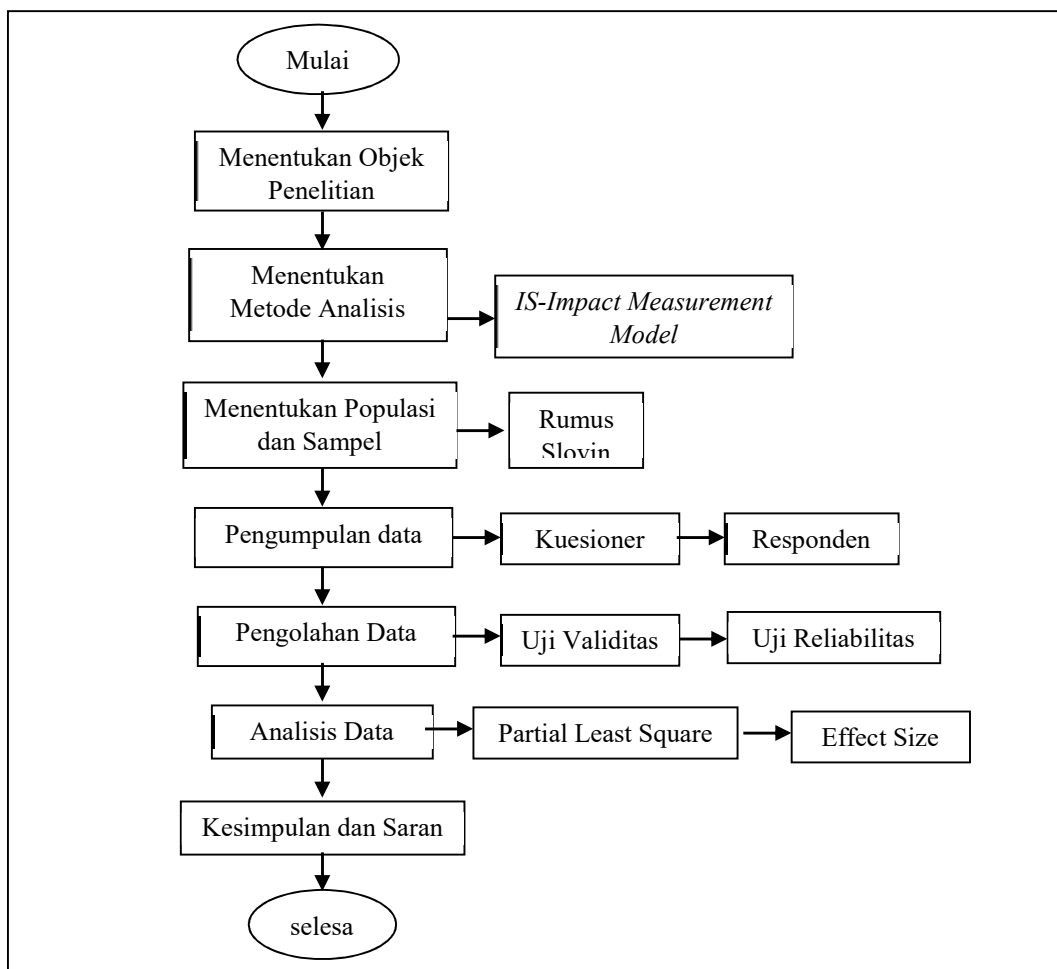 Mulai
Menentukan Objek
Penelitian
Menentukan
Metode Analisis
IS-Impact Measurement
Model
Menentukan Populasi
dan Sampel
Rumus
Slovin
Pengumpulan data
Kuesioner
Responden
Pengolahan Data
Uji Validitas
Uji Reliabilitas
Analisis Data
Partial Least Square
Effect Size
Kesimpulan dan Saran
selesa